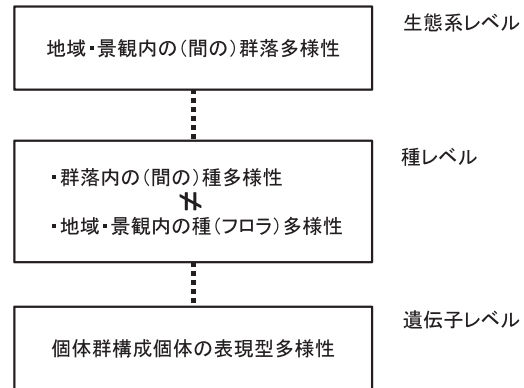 生態系レベル
地域・景観内の(間の)群落多様性
種レベル
・群落内の(間の)種多様性
・地域・景観内の種(フロラ)多様性
遺伝子レベル
個体群構成個体の表現型多様性